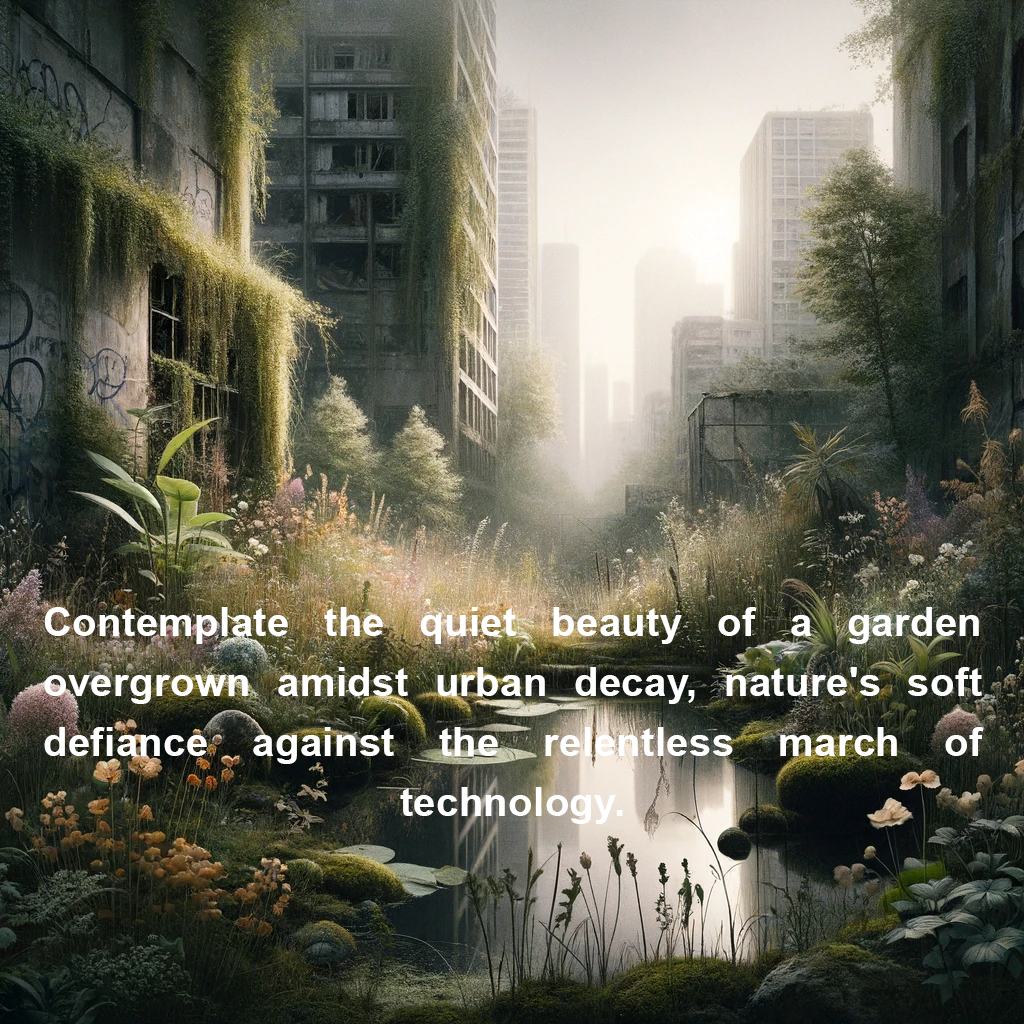 Contemplate the quiet beauty of a garden
overgrown amidst urban decay, nature's soft
defiance against the relentless march of
technology.